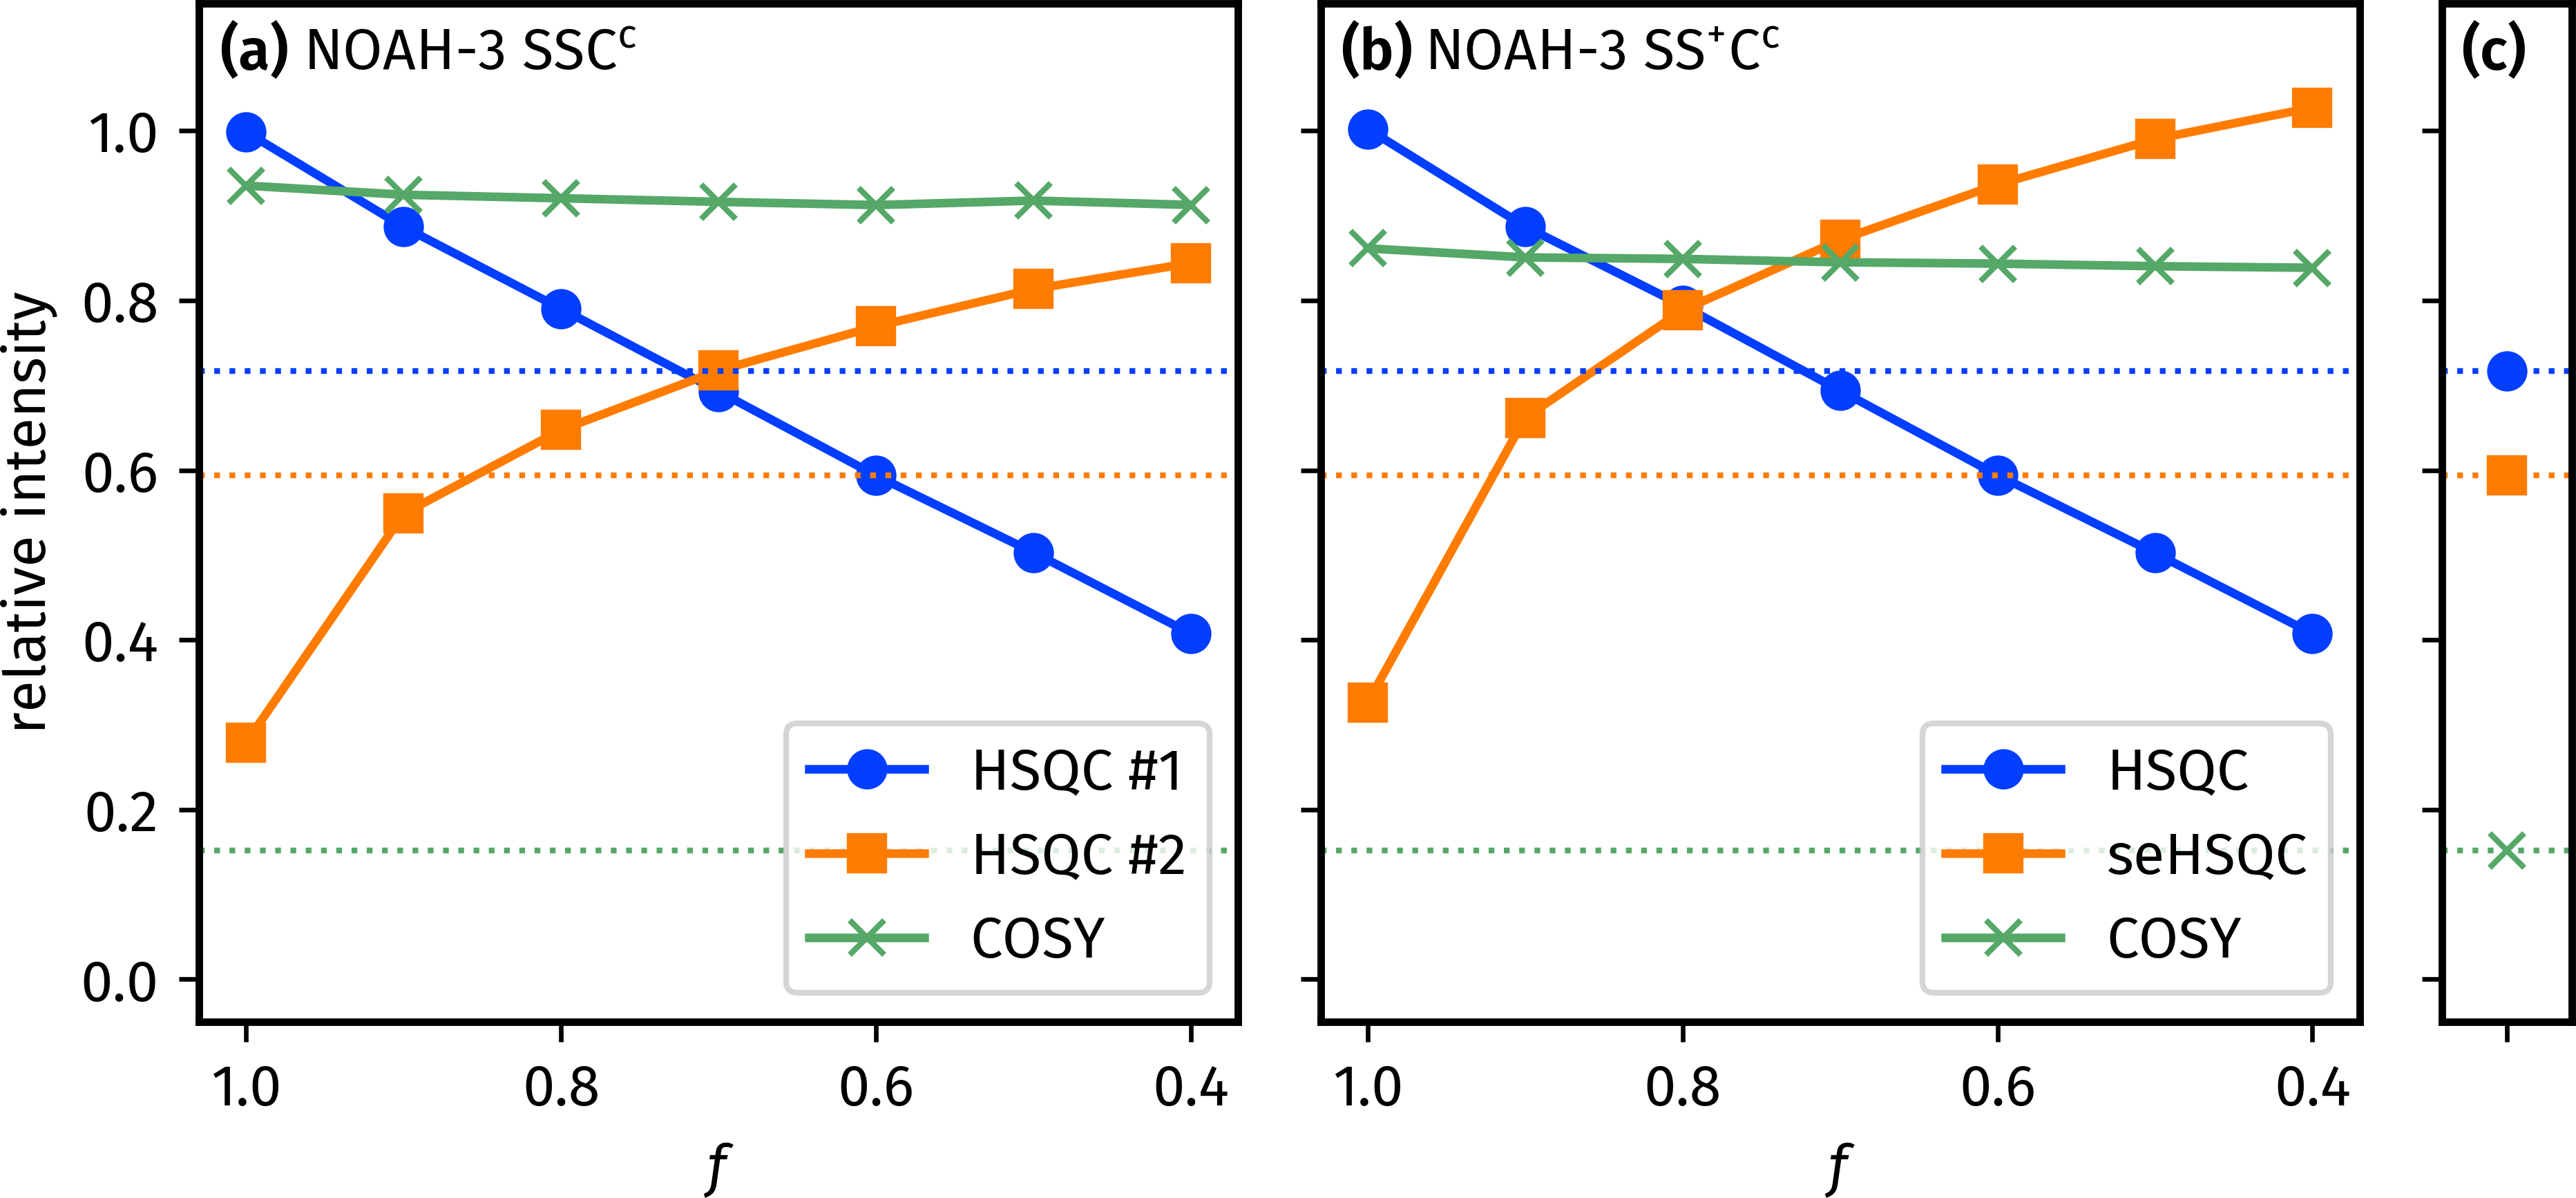 (a) NOAH-3 SSCᶜ
(b) NOAH-3 SS⁺Cᶜ
(c)
relative intensity
1.0
0.8
0.6
0.4
0.2
0.0
HSQC #1
HSQC #2
COSY
HSQC
seHSQC
COSY
1.0 0.8 0.6 0.4
1.0 0.8 0.6 0.4
f
f